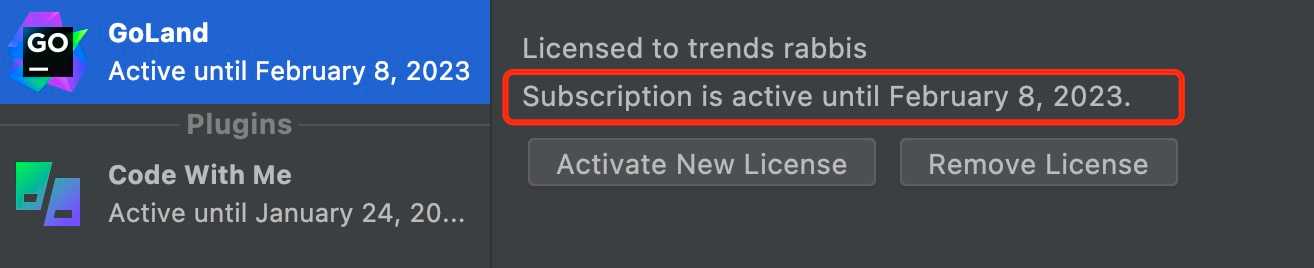 GO
GoLand
Active until February 8, 2023
Plugins
Code With Me
Active until January 24, 20...
Licensed to trends rabbis
Subscription is active until February 8, 2023.
Activate New License
Remove License